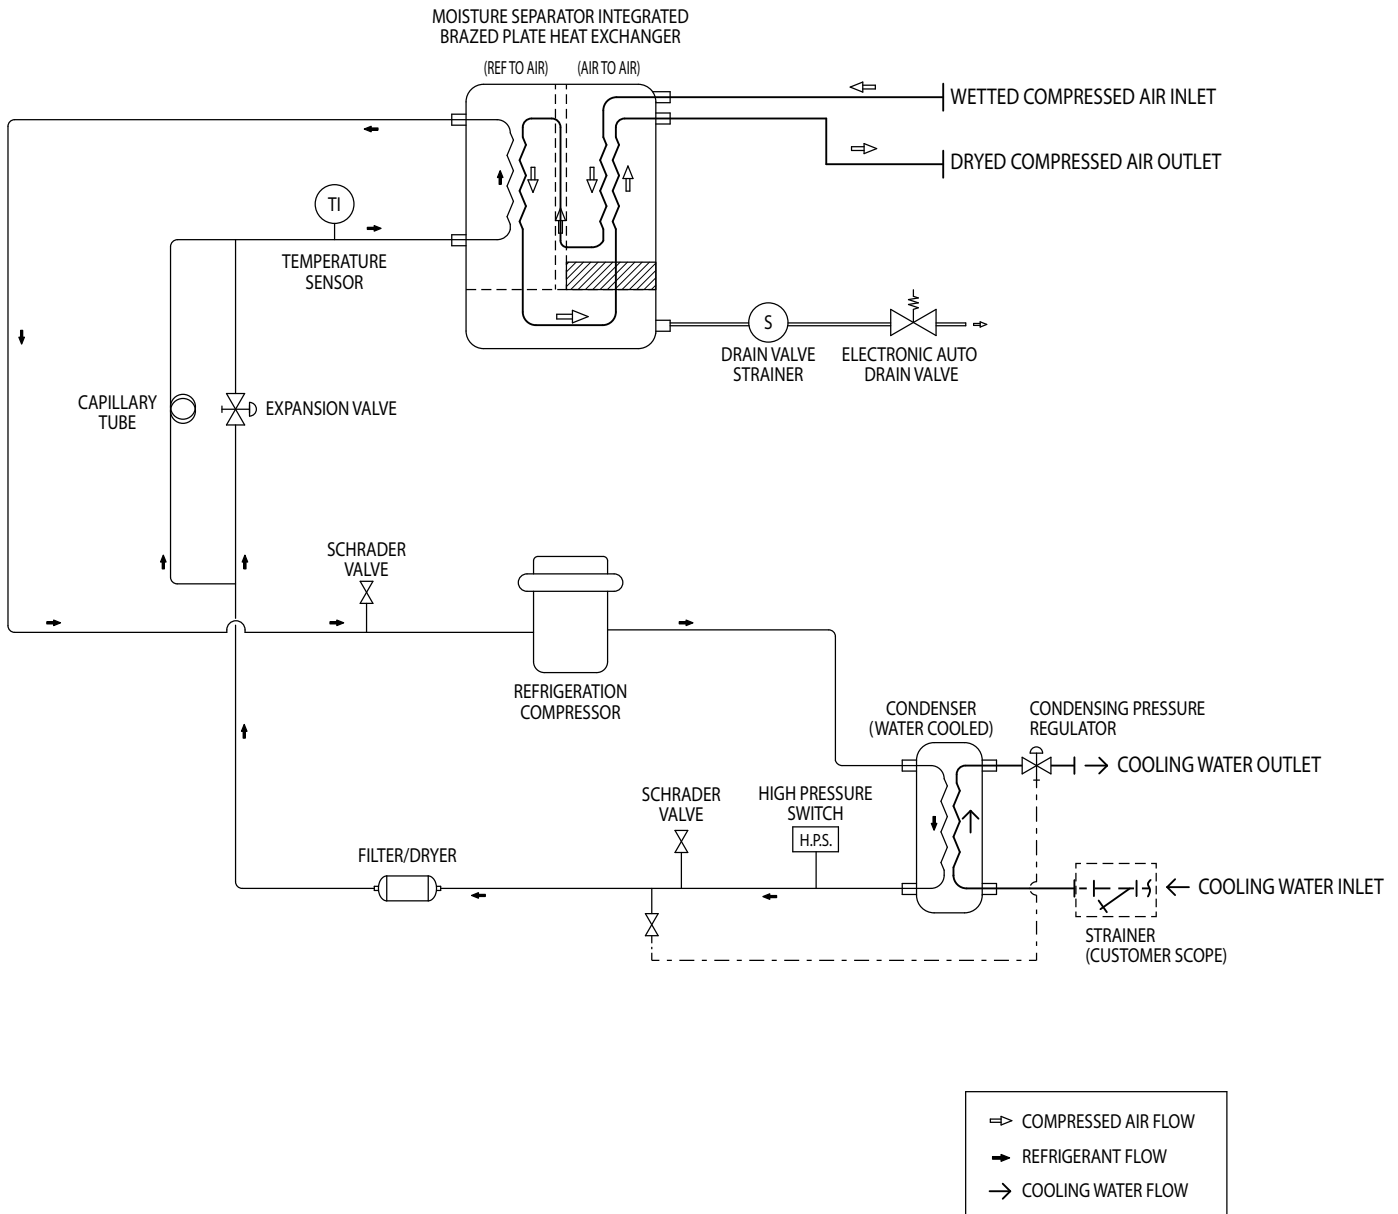 MOISTURE SEPARATOR INTEGRATED
BRAZED PLATE HEAT EXCHANGER
(REF TO AIR)
(AIR TO AIR)
WETTED COMPRESSED AIR INLET
DRYED COMPRESSED AIR OUTLET
TI
TEMPERATURE
SENSOR
S
DRAIN VALVE
STRAINER
ELECTRONIC AUTO
DRAIN VALVE
CAPILLARY
TUBE
EXPANSION VALVE
SCHRADER
VALVE
REFRIGERATION
COMPRESSOR
CONDENSER
(WATER COOLED)
CONDENSING PRESSURE
REGULATOR
COOLING WATER OUTLET
SCHRADER
VALVE
HIGH PRESSURE
SWITCH
H.P.S.
FILTER/DRYER
COOLING WATER INLET
STRAINER
(CUSTOMER SCOPE)
COMPRESSED AIR FLOW
REFRIGERANT FLOW
COOLING WATER FLOW